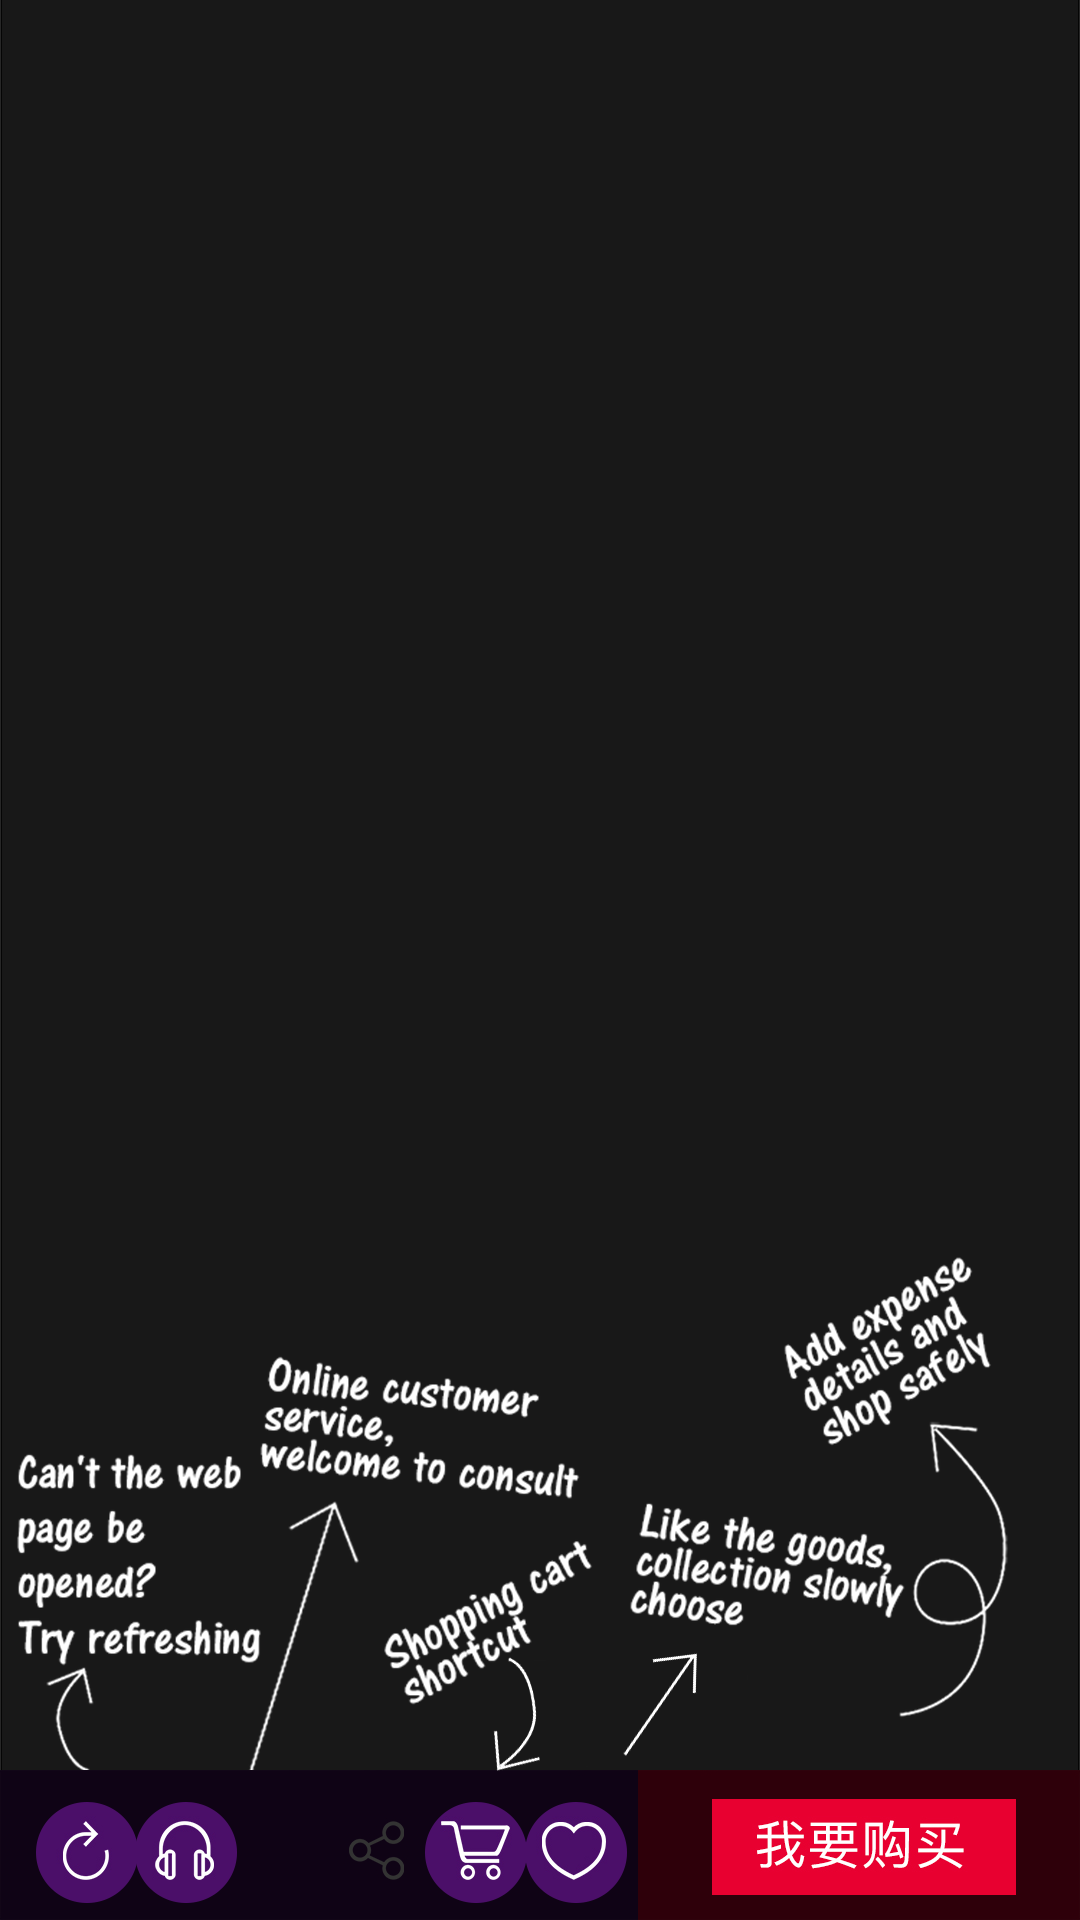 Add expense
details and
shop safely
Online customer
service,
welcome to consult
Can't the web
page be
opened?
Try refreshing
Like the goods,
collection slowly
choose
Shopping cart
shortcut
我要购买